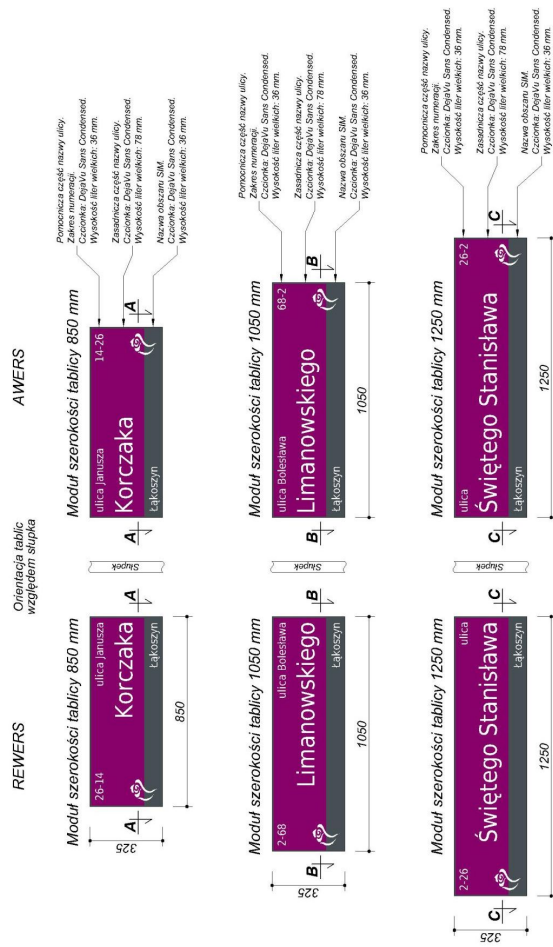 REWERS
Orientacja tablic
względem słupka
AWERS
Moduł szerokości tablicy 850 mm
26-14
ulica Janusza
Korczaka
Łąkoszyn
325
850
A
A
Słupek
Moduł szerokości tablicy 850 mm
ulica Janusza
14-26
Korczaka
Łąkoszyn
A
A
Pomocnicza część nazwy ulicy.
Zakres numeracji.
Czcionka: DejaVu Sans Condensed.
Wysokość liter wielkich: 36 mm.
Zasadnicza część nazwy ulicy.
Czcionka: DejaVu Sans Condensed.
Wysokość liter wielkich: 78 mm.
Nazwa obszaru SIM.
Czcionka: DejaVu Sans Condensed.
Wysokość liter wielkich: 36 mm.
Moduł szerokości tablicy 1050 mm
2-68
ulica Bolesława
Limanowskiego
Łąkoszyn
325
1050
B
B
Słupek
Moduł szerokości tablicy 1050 mm
ulica Bolesława
68-2
Limanowskiego
Łąkoszyn
1050
B
B
Pomocnicza część nazwy ulicy.
Zakres numeracji.
Czcionka: DejaVu Sans Condensed.
Wysokość liter wielkich: 36 mm.
Zasadnicza część nazwy ulicy.
Czcionka: DejaVu Sans Condensed.
Wysokość liter wielkich: 78 mm.
Nazwa obszaru SIM.
Czcionka: DejaVu Sans Condensed.
Wysokość liter wielkich: 36 mm.
Moduł szerokości tablicy 1250 mm
2-26
ulica
Świętego Stanisława
Łąkoszyn
325
1250
C
C
Słupek
Moduł szerokości tablicy 1250 mm
ulica
26-2
Świętego Stanisława
Łąkoszyn
1250
C
C
Pomocnicza część nazwy ulicy.
Zakres numeracji.
Czcionka: DejaVu Sans Condensed.
Wysokość liter wielkich: 36 mm.
Zasadnicza część nazwy ulicy.
Czcionka: DejaVu Sans Condensed.
Wysokość liter wielkich: 78 mm.
Nazwa obszaru SIM.
Czcionka: DejaVu Sans Condensed.
Wysokość liter wielkich: 36 mm.